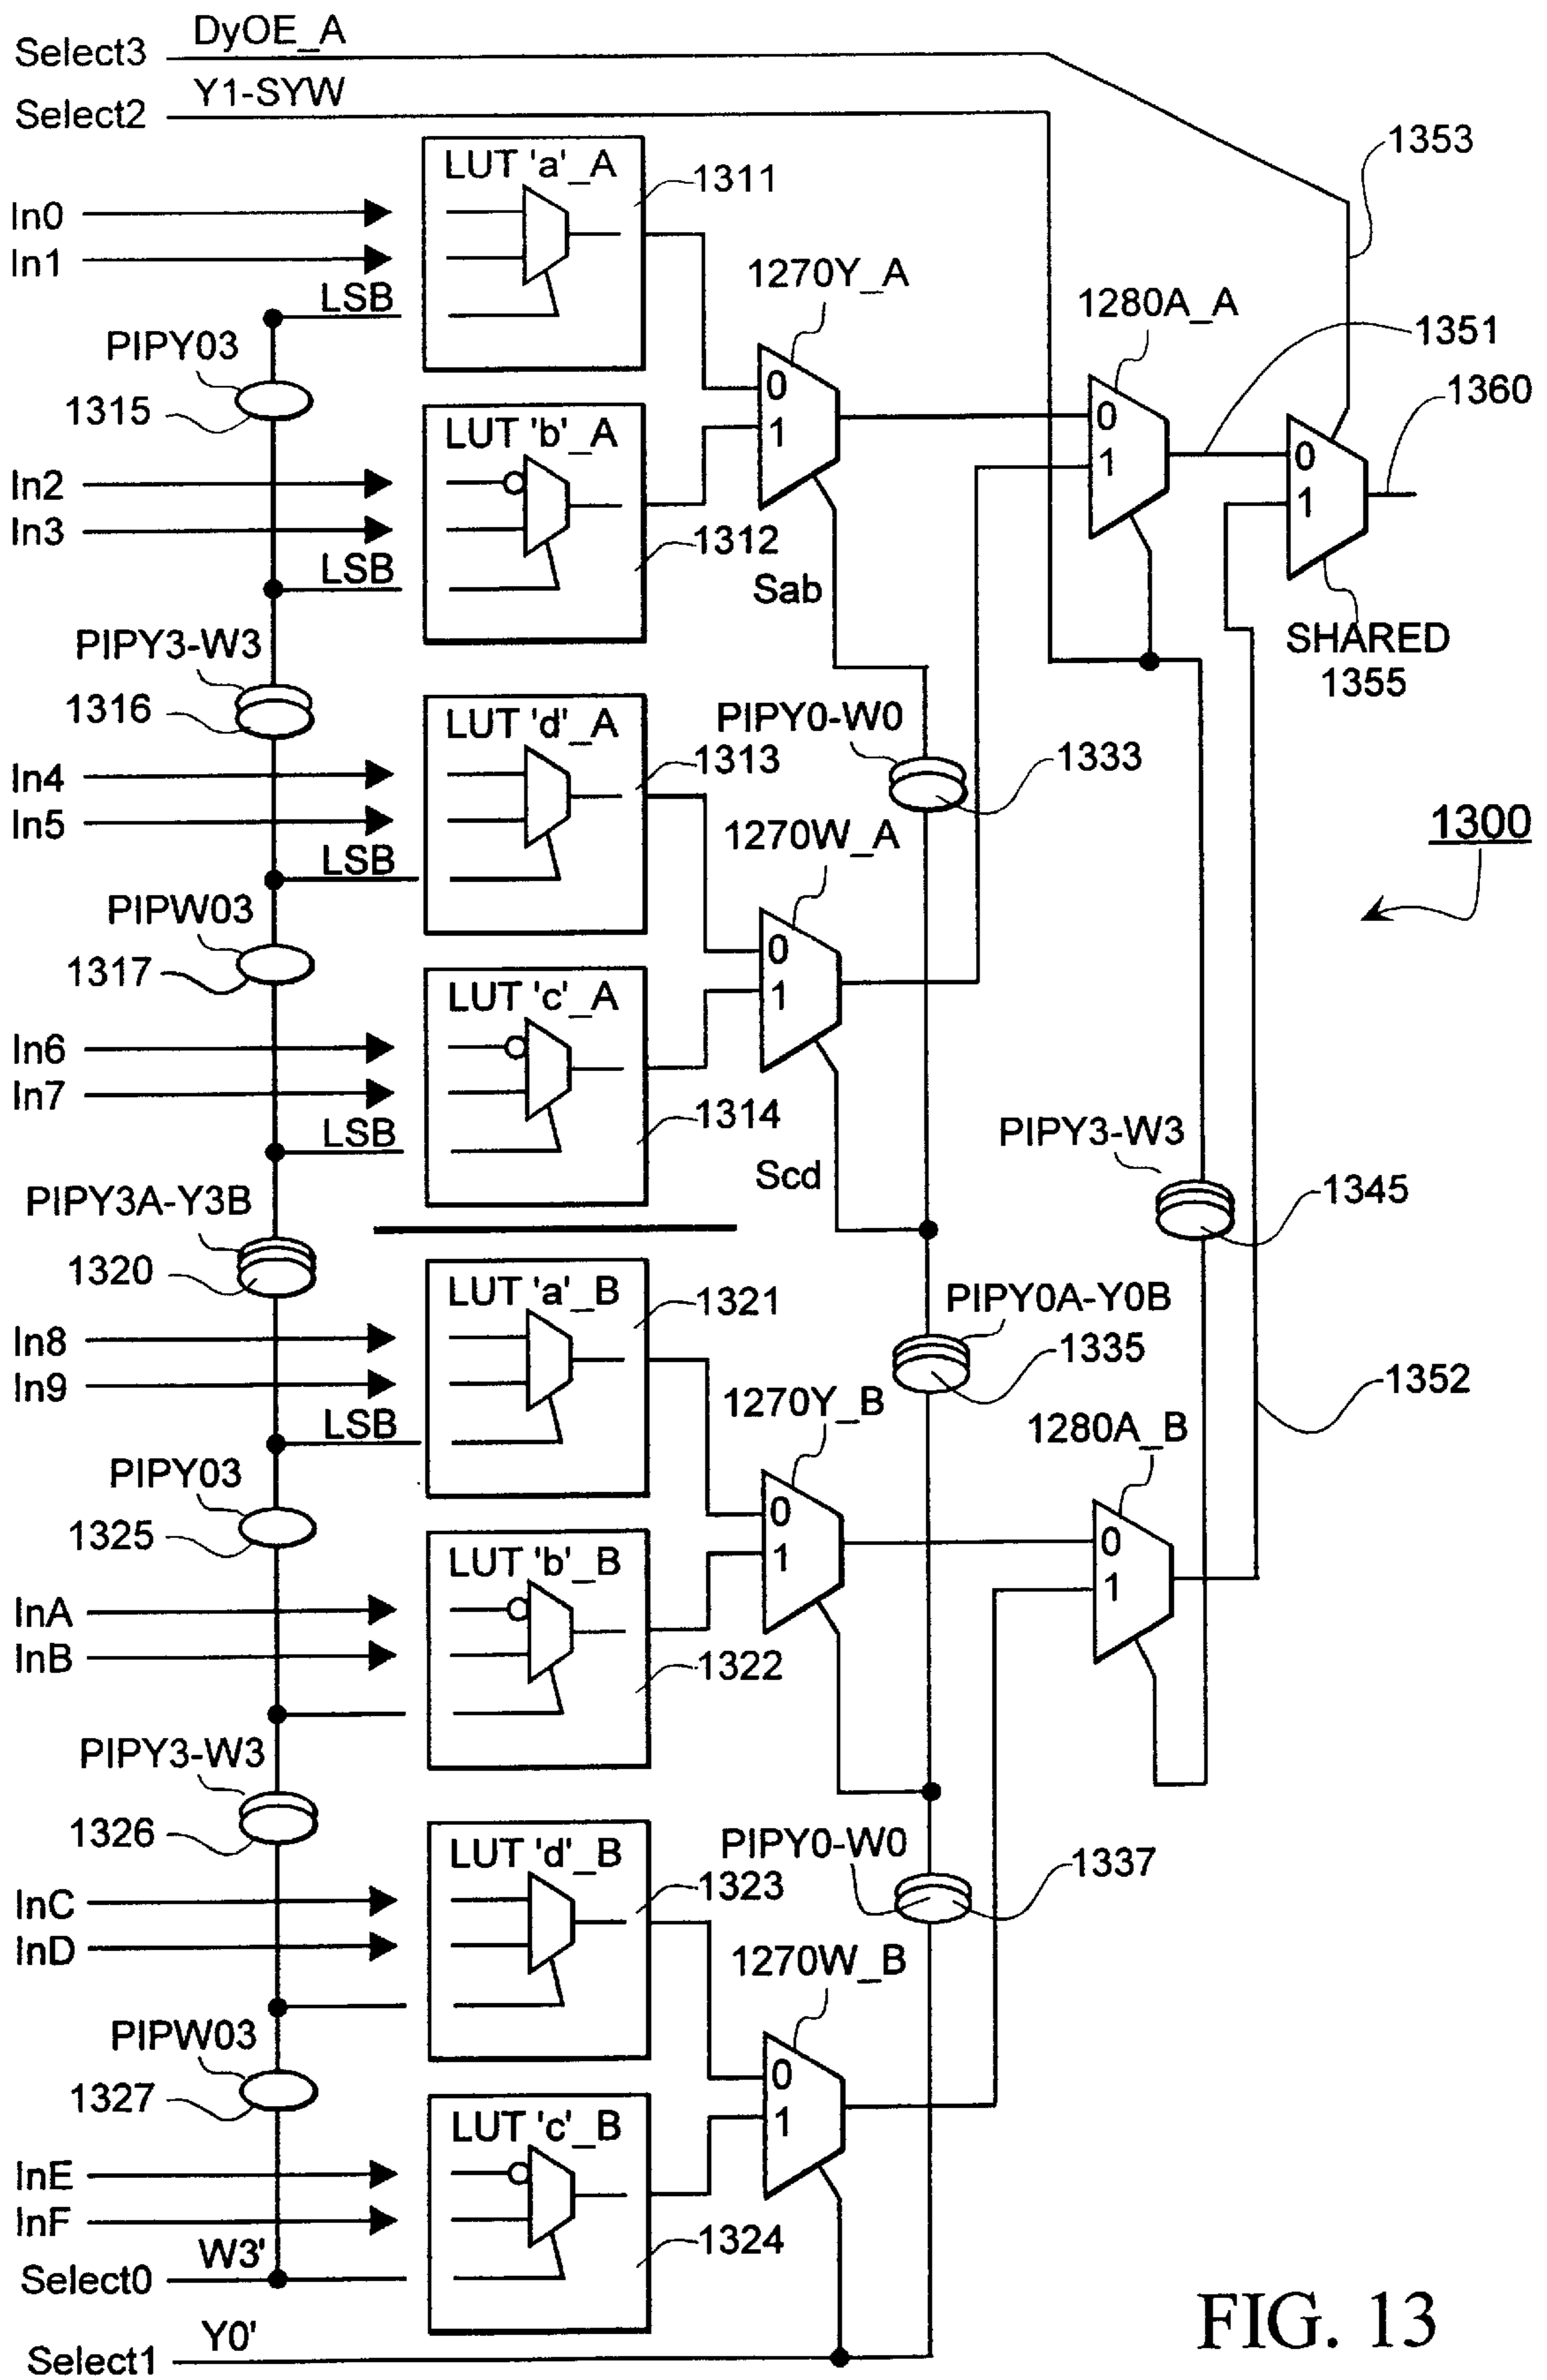 Select3 DyOE_A
Select2 Y1-SYW
1353
LUT 'a'_A
1311
In0
In1
LSB
1270Y_A
1280A_A
1351
PIPY03
1315
0
1
0
1
0
1
1360
LUT 'b'_A
In2
In3
1312
LSB
Sab
SHARED
1355
PIPY3-W3
1316
LUT 'd'_A
1313
PIPY0-W0
1333
In4
In5
LSB
1270W_A
1300
PIPW03
1317
0
1
LUT 'c'_A
In6
In7
1314
LSB
Scd
PIPY3-W3
1345
PIPY3A-Y3B
1320
LUT 'a'_B
1321
PIPY0A-Y0B
1335
In8
In9
LSB
1270Y_B
1280A_B
1352
PIPY03
1325
0
1
0
1
LUT 'b'_B
InA
InB
1322
PIPY3-W3
1326
LUT 'd'_B
1323
PIPY0-W0
1337
InC
InD
1270W_B
PIPW03
1327
0
1
LUT 'c'_B
InE
InF
1324
Select0 W3'
Select1 Y0'
FIG. 13